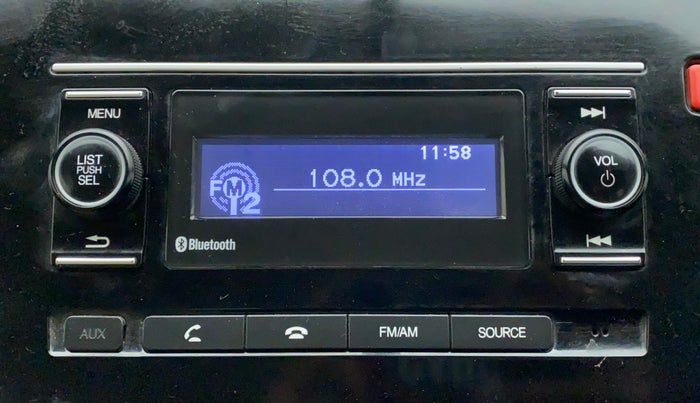 MENU
LIST
PUSH
SEL
11:58
108.0 MHz
FM
12
Bluetooth
VOL
AUX
FM/AM
SOURCE